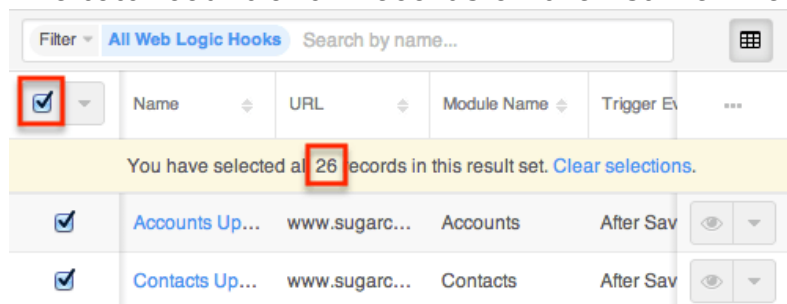 Filter All Web Logic Hooks Search by name...
Name URL Module Name Trigger Ev
You have selected al 26 records in this result set. Clear selections.
Accounts Up... www.sugarc... Accounts After Sav
Contacts Up... www.sugarc... Contacts After Sav